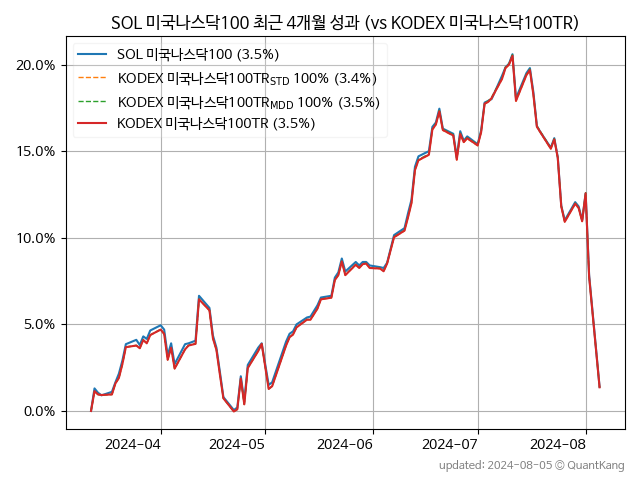 SOL 미국나스닥100 최근 4개월 성과 (vs KODEX 미국나스닥100TR)
SOL 미국나스닥100 (3.5%)
KODEX 미국나스닥100TRSTD 100% (3.4%)
KODEX 미국나스닥100TRMDD 100% (3.5%)
KODEX 미국나스닥100TR (3.5%)
20.0%
15.0%
10.0%
5.0%
0.0%
2024-04 2024-05 2024-06 2024-07 2024-08
updated: 2024-08-05 © QuantKang